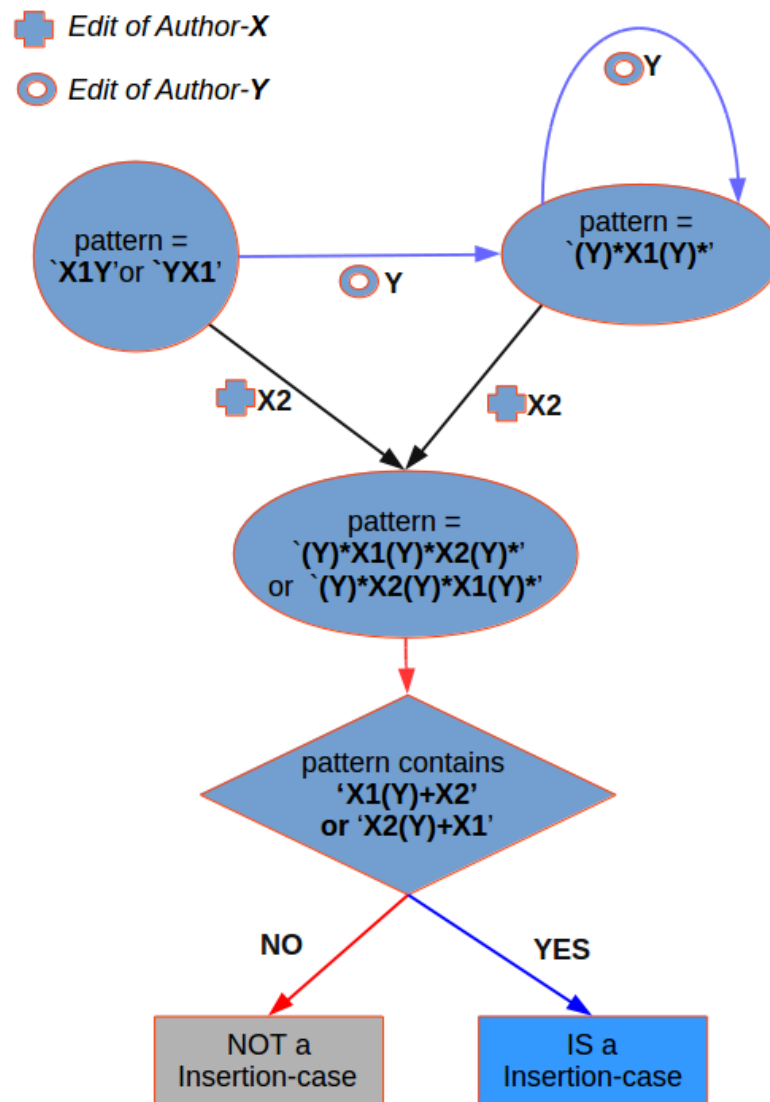 Edit of Author-X
Edit of Author-Y
Y
pattern =
`X1Y'or `YX1'
pattern =
`(Y)*X1(Y)*'
Y
X2
X2
pattern =
`(Y)*X1(Y)*X2(Y)*'
or `(Y)*X2(Y)*X1(Y)*'
pattern contains
‘X1(Y)+X2’
or ‘X2(Y)+X1’
NO
YES
NOT a
Insertion-case
IS a
Insertion-case